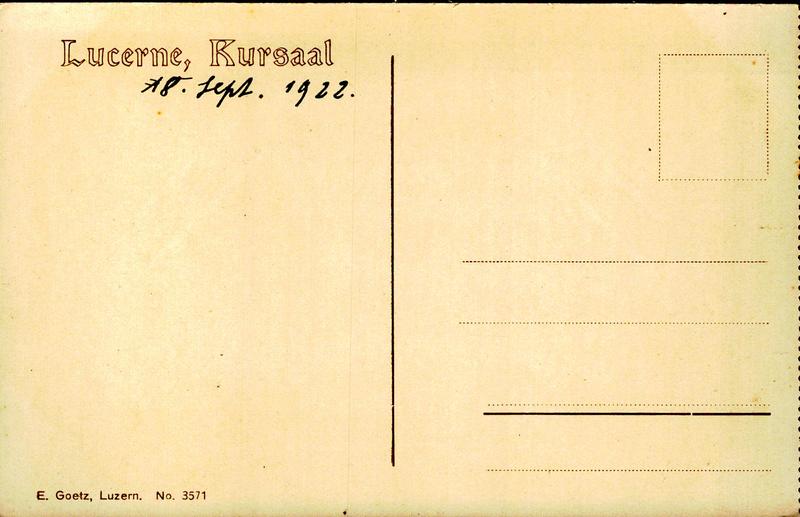 Lucerne, Kursaal
18. Sept. 1922.
E. Goetz, Luzern. No. 3571